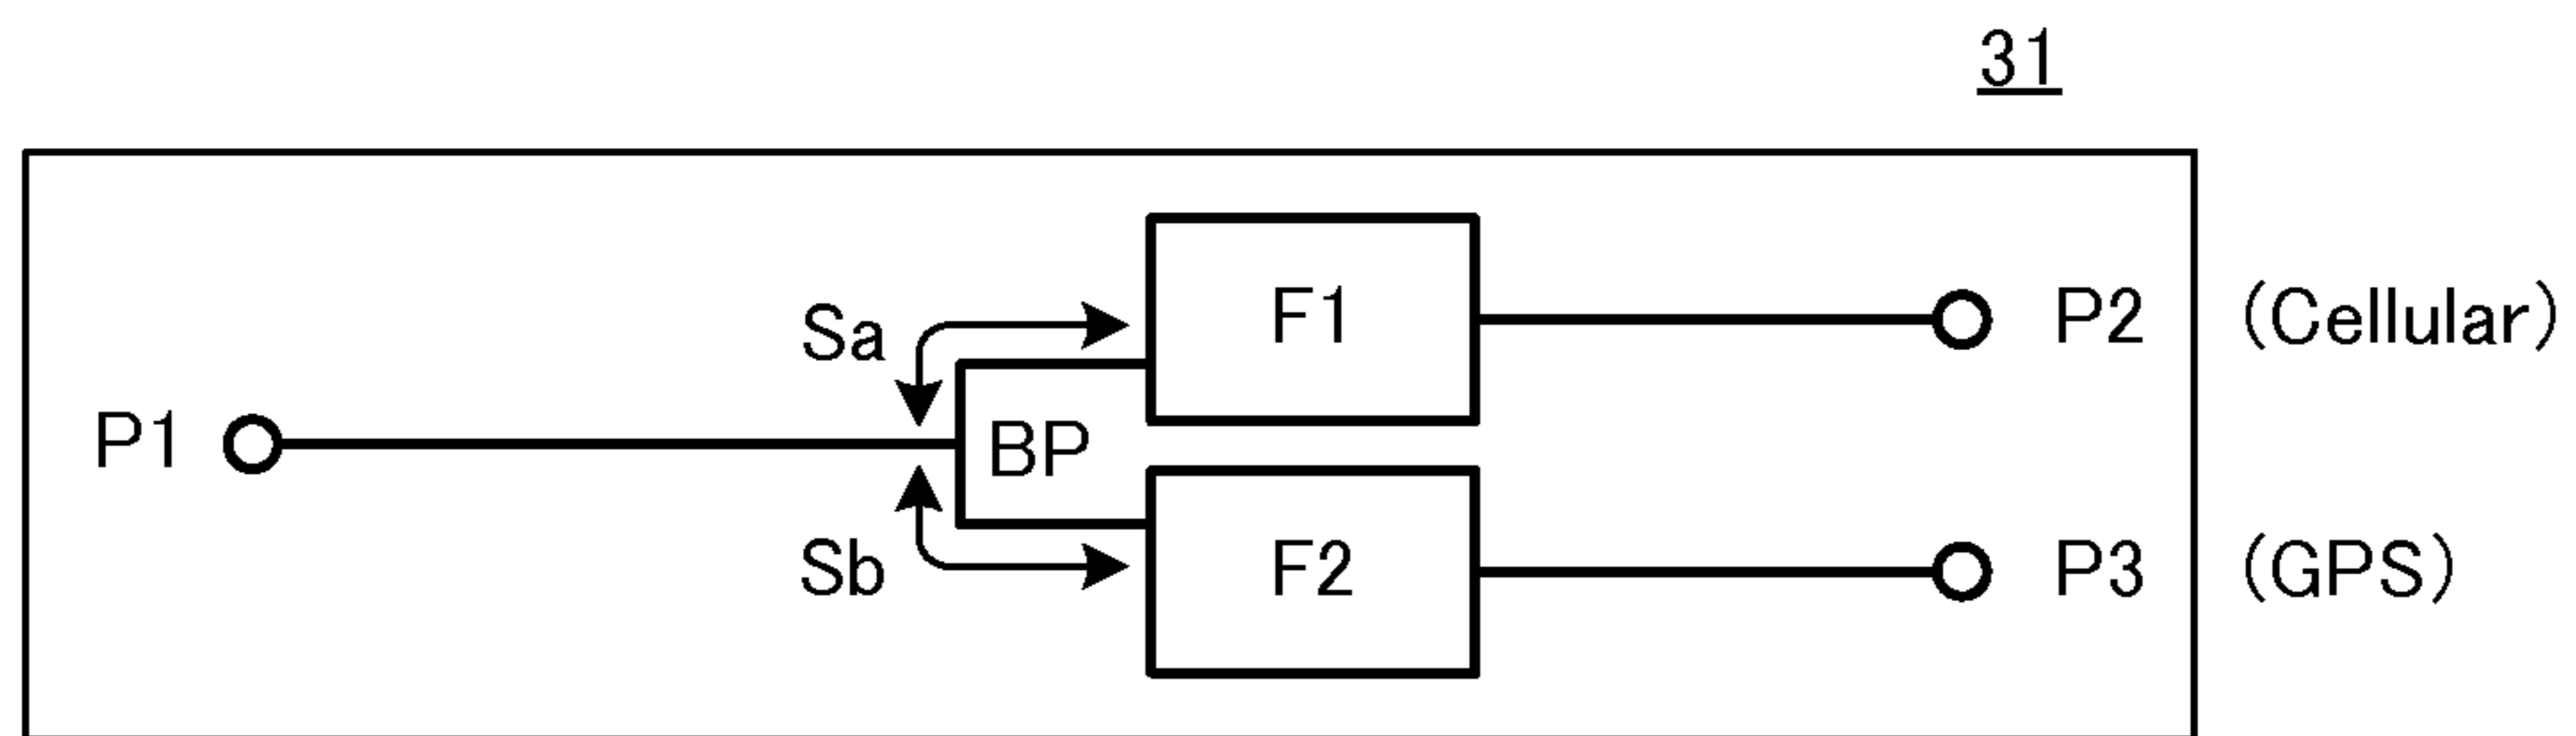 31
Sa
F1
P2 (Cellular)
P1
BP
Sb
F2
P3 (GPS)